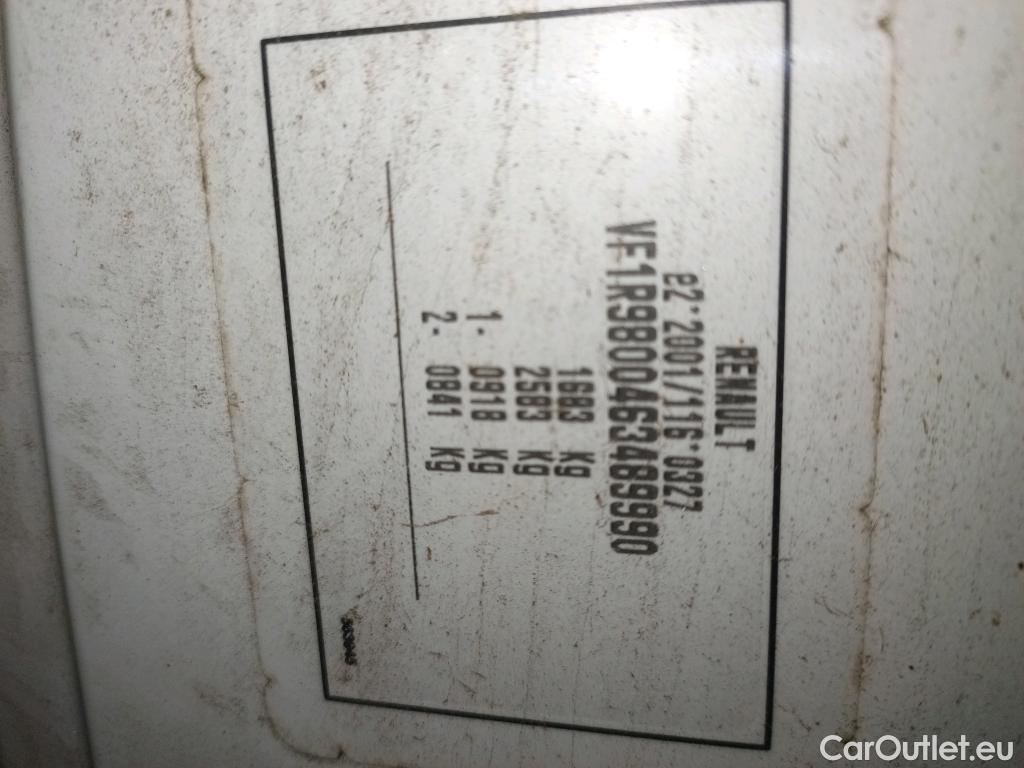 RENAULT
e2*2001/116*0327
VF1R9800463489990
1683 Kg
2583 Kg
1- 0918 Kg
2- 0841 Kg
CarOutlet.eu